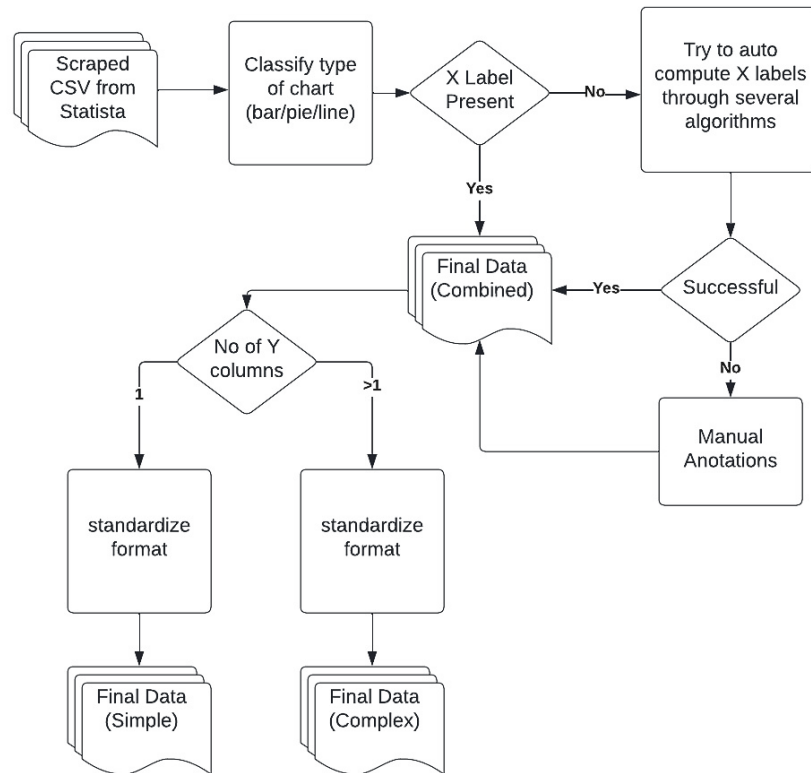 Scraped
CSV from
Statista
Classify type
of chart
(bar/pie/line)
X Label
Present
No
Try to auto
compute X labels
through several
algorithms
Yes
Final Data
(Combined)
Yes
Successful
No
No of Y
columns
1
>1
Manual
Anotations
standardize
format
standardize
format
Final Data
(Simple)
Final Data
(Complex)